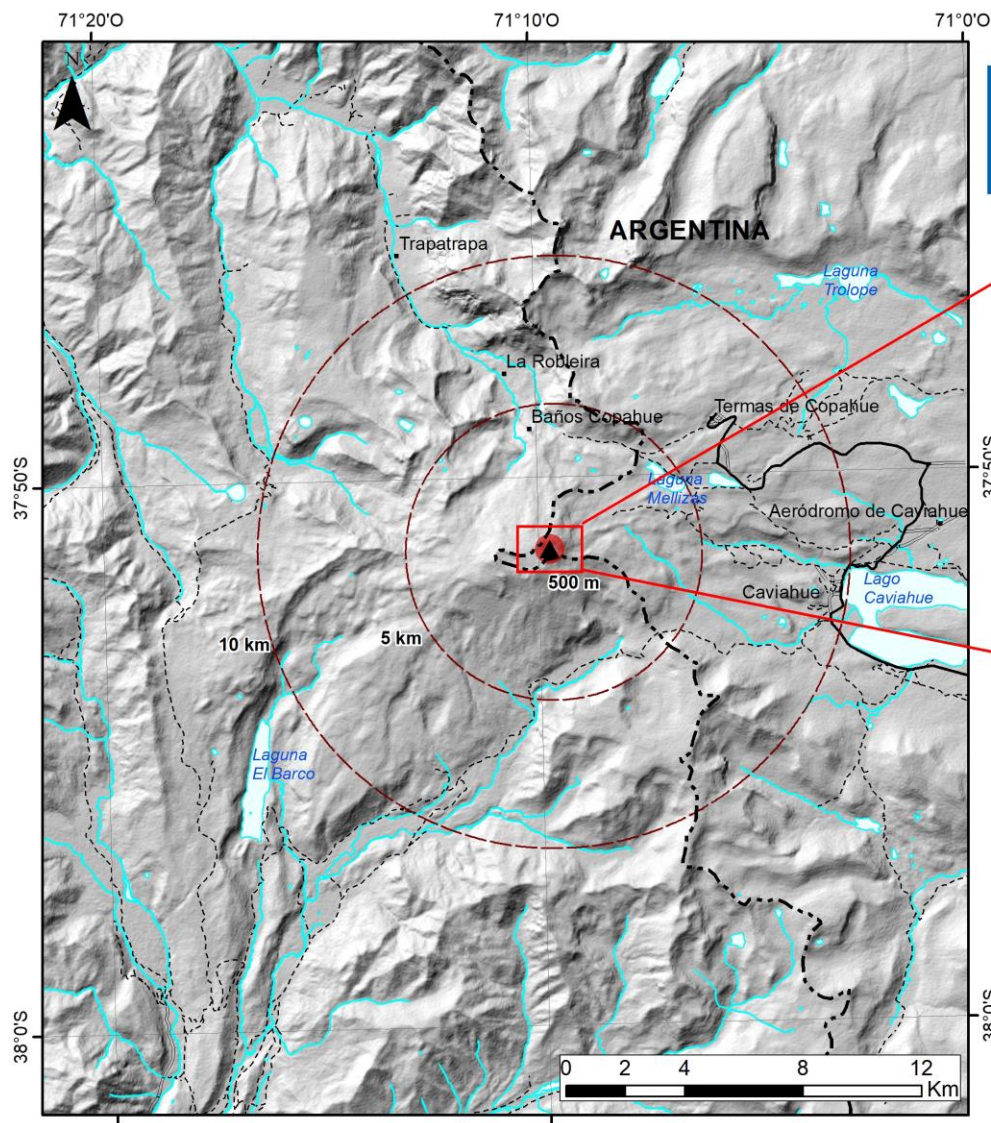 71°20'O
71°10'O
71°0'O
N
ARGENTINA
Trapatrapa
Laguna
Trolope
La Robleira
Termas de Copahue
Baños Copahue
37°50'S
37°50'S
Laguna
Mellizas
Aeródromo de Caviahue
500 m
Caviahue
Lago
Caviahue
10 km
5 km
Laguna
El Barco
38°0'S
38°0'S
0 2 4 8 12
Km